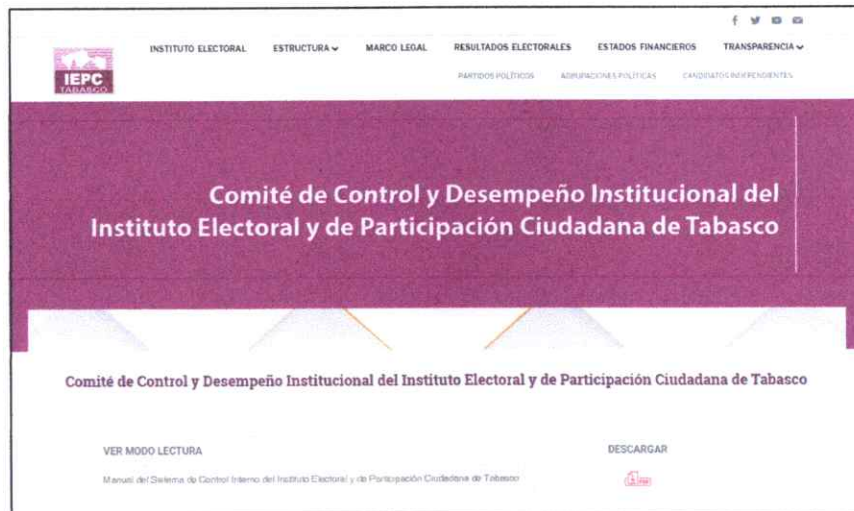 INSTITUTO ELECTORAL ESTRUCTURA MARCO LEGAL RESULTADOS ELECTORALES ESTADOS FINANCIEROS TRANSPARENCIA
IEPC
TABASCO
PARTIDOS POLÍTICOS AGRUPACIONES POLÍTICAS CANDIDATOS INDEPENDIENTES
Comité de Control y Desempeño Institucional del
Instituto Electoral y de Participación Ciudadana de Tabasco
Comité de Control y Desempeño Institucional del Instituto Electoral y de Participación Ciudadana de Tabasco
VER MODO LECTURA DESCARGAR
Manual del Sistema de Control Interno del Instituto Electoral y de Participación Ciudadana de Tabasco